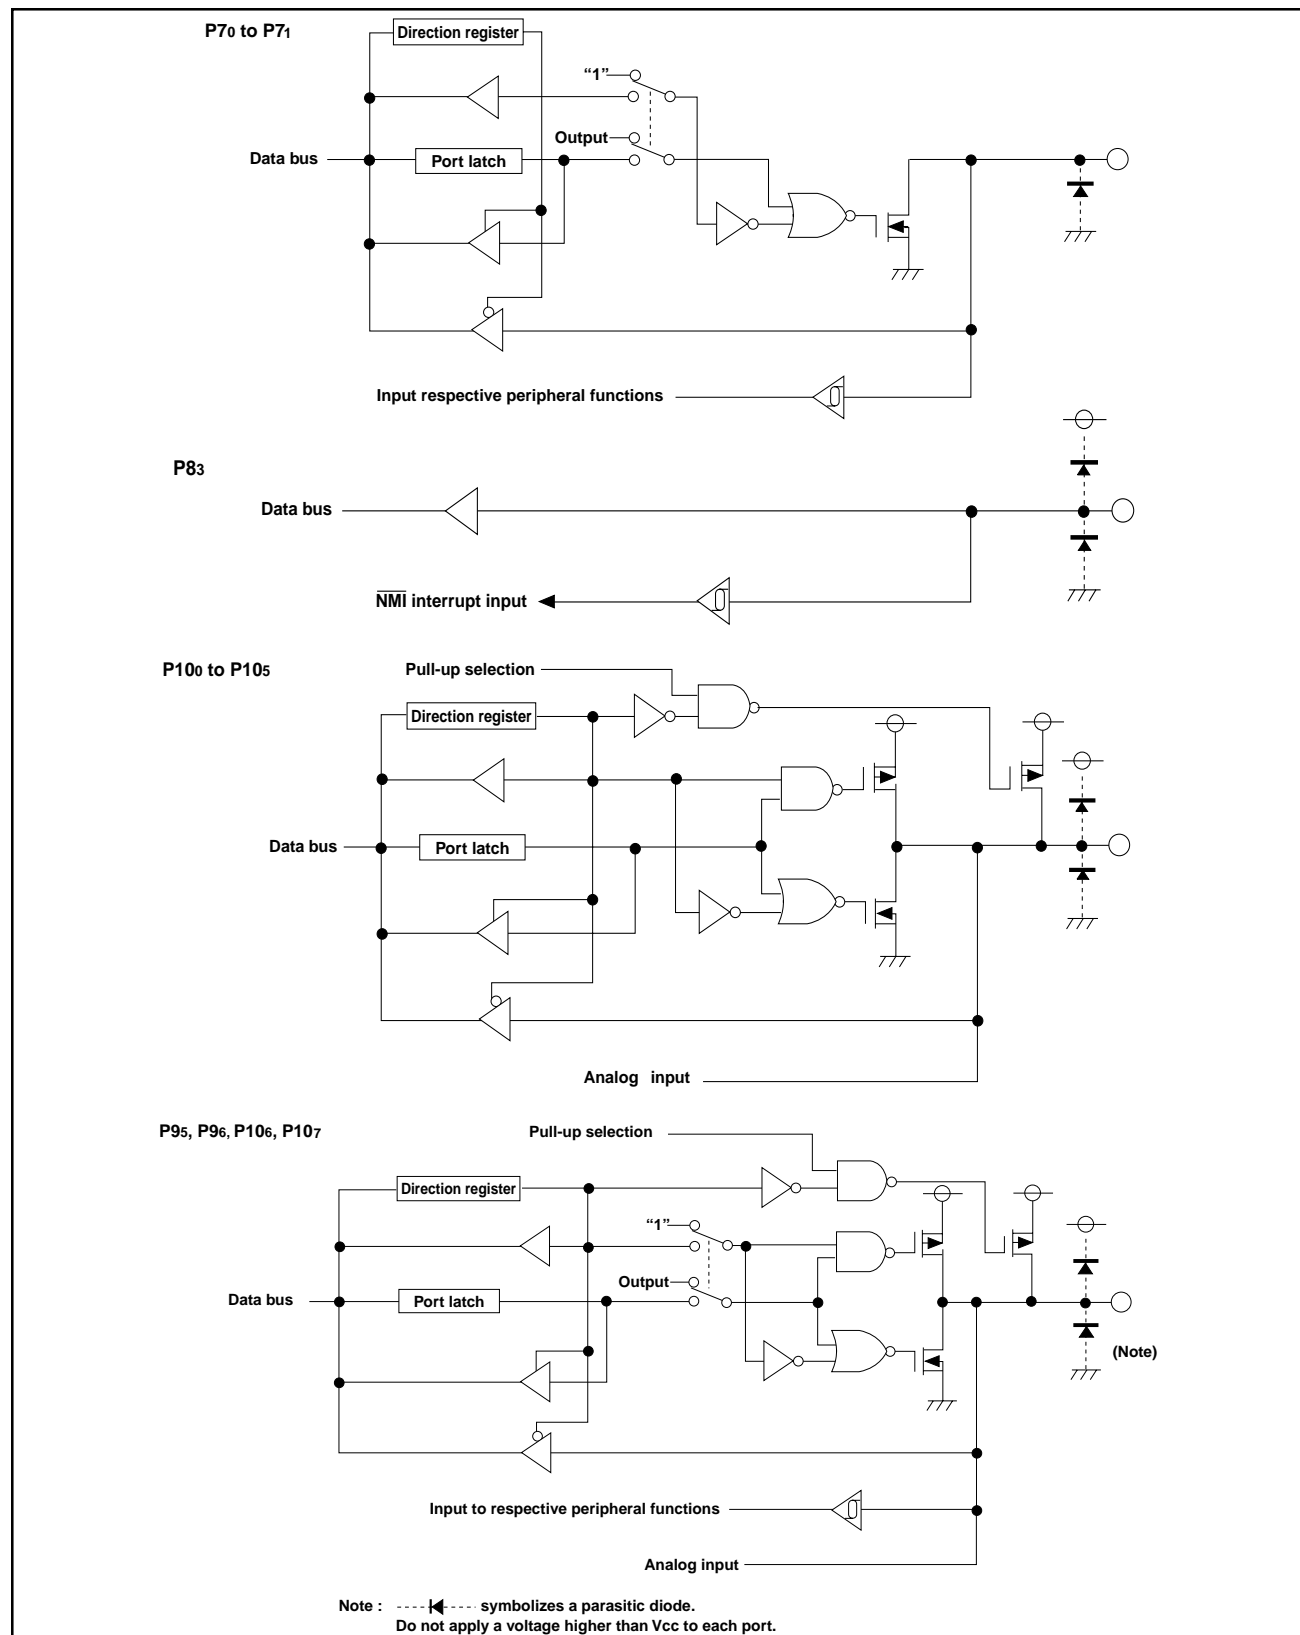 P70 to P71
Direction register
“1”
Output
Data bus
Port latch
Input respective peripheral functions
P83
Data bus
NMI interrupt input
P100 to P105
Pull-up selection
Direction register
Data bus
Port latch
Analog input
P95, P96, P106, P107
Pull-up selection
Direction register
“1”
Output
Data bus
Port latch
(Note)
Input to respective peripheral functions
Analog input
Note : symbolizes a parasitic diode.
Do not apply a voltage higher than Vcc to each port.